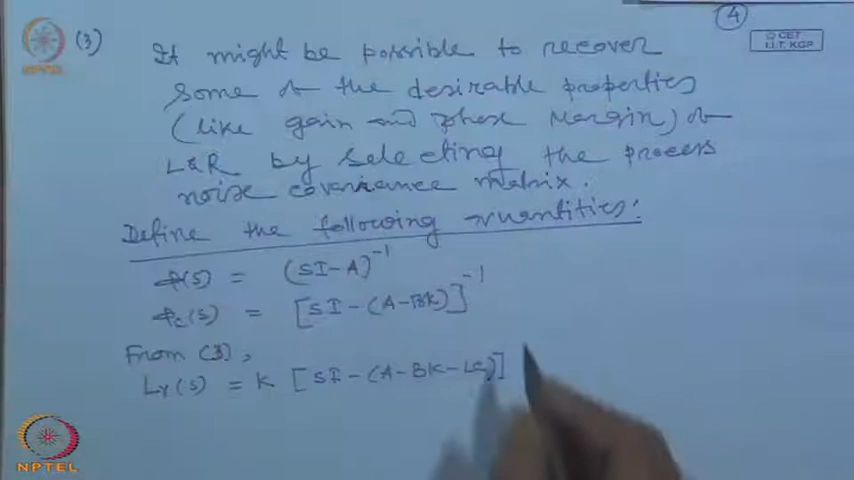 4
© CET
I.I.T. KGP
NPTEL
(3) It might be possible to recover
some of the desirable properties
(like gain and phase Margin) of
LQR by selecting the process
noise covariance matrix.
Define the following quantities:
Φ(s) = (SI-A)⁻¹
Φc(s) = [SI-(A-BK)]⁻¹
From (3),
Lr(s) = K [SI-(A-BK-LC)]
NPTEL